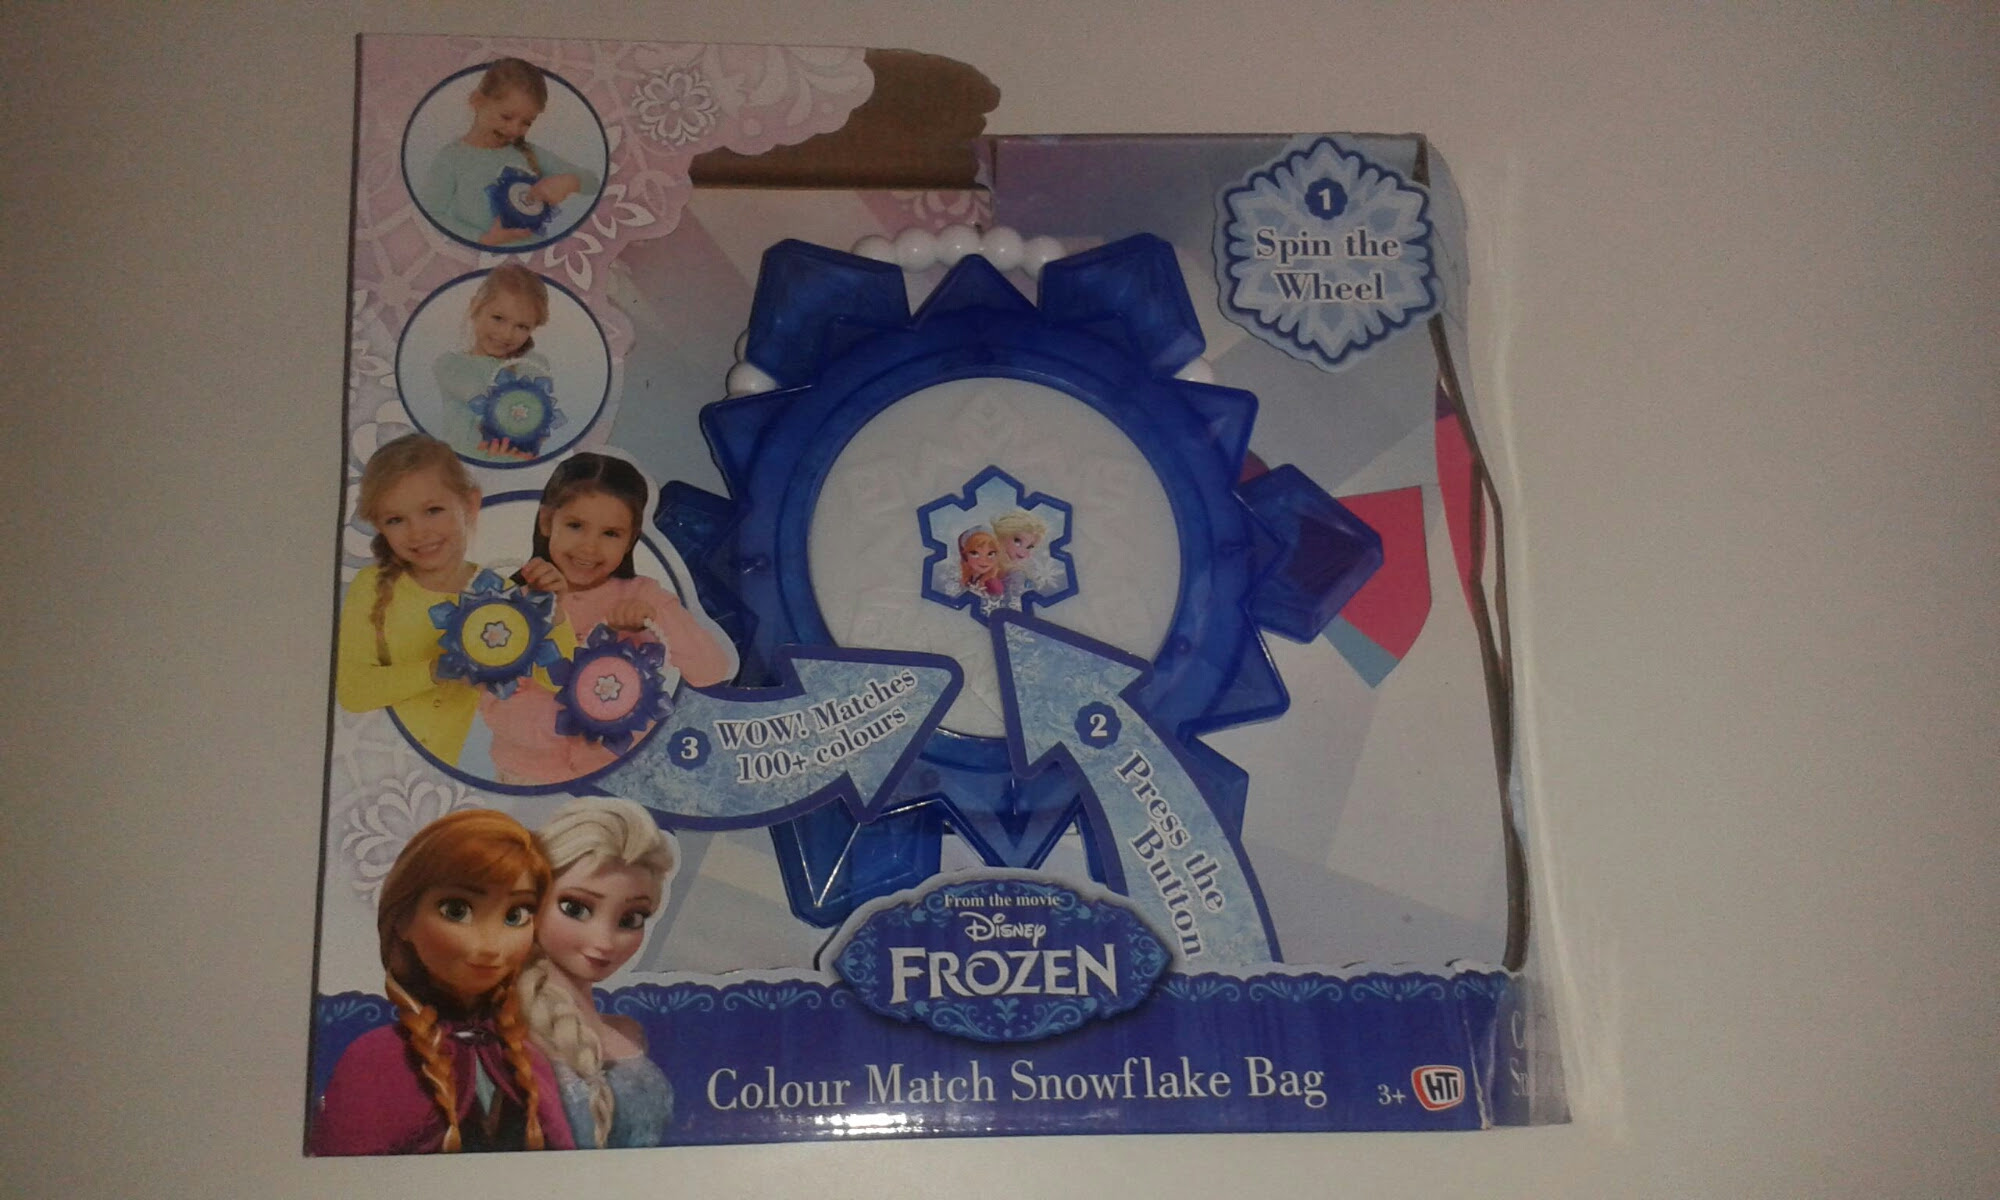 1
Spin the
Wheel
3
WOW! Matches
100+ colours
2
Press the
Button
From the movie
Disney
FROZEN
Colour Match Snowflake Bag
3+
HTi